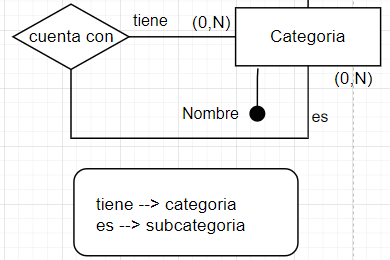 tiene
(0,N)
cuenta con
Categoria
(0,N)
Nombre
es
tiene --> categoria
es --> subcategoria